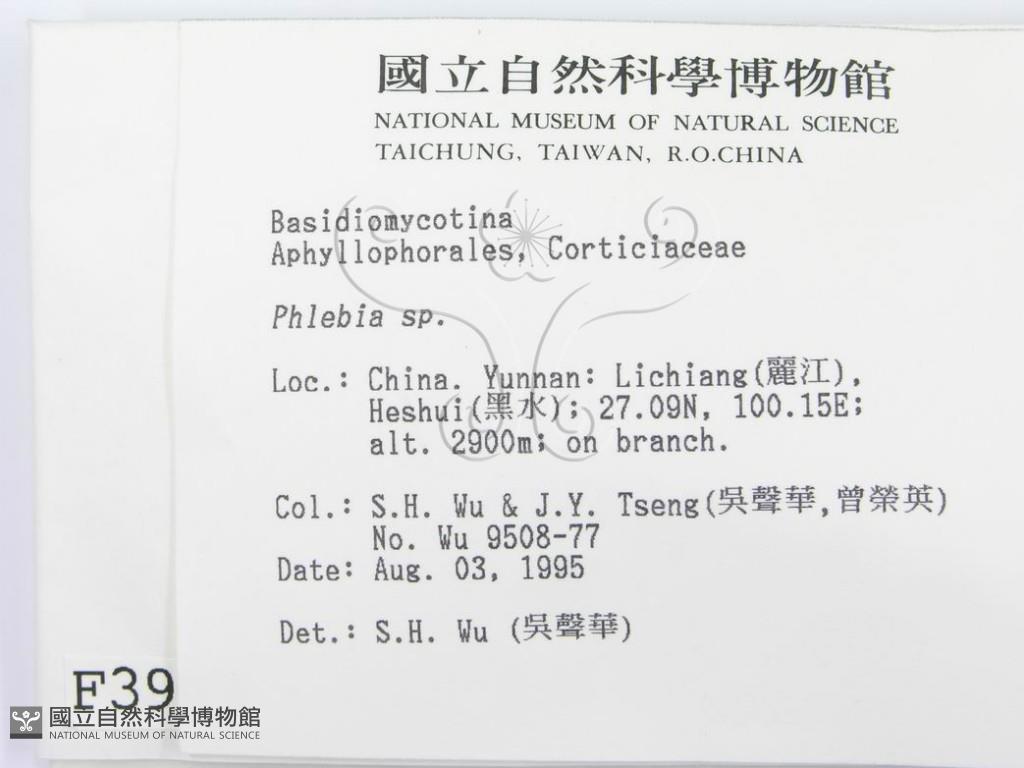 國立自然科學博物館
NATIONAL MUSEUM OF NATURAL SCIENCE
TAICHUNG, TAIWAN, R.O.CHINA
Basidiomycotina
Aphyllophorales, Corticiaceae
Phlebia sp.
Loc.: China. Yunnan: Lichiang(麗江),
Heshui(黑水); 27.09N, 100.15E;
alt. 2900m; on branch.
Col.: S.H. Wu & J.Y. Tseng(吳聲華,曾榮英)
No. Wu 9508-77
Date: Aug. 03, 1995
Det.: S.H. Wu (吳聲華)
F39
國立自然科學博物館
NATIONAL MUSEUM OF NATURAL SCIENCE